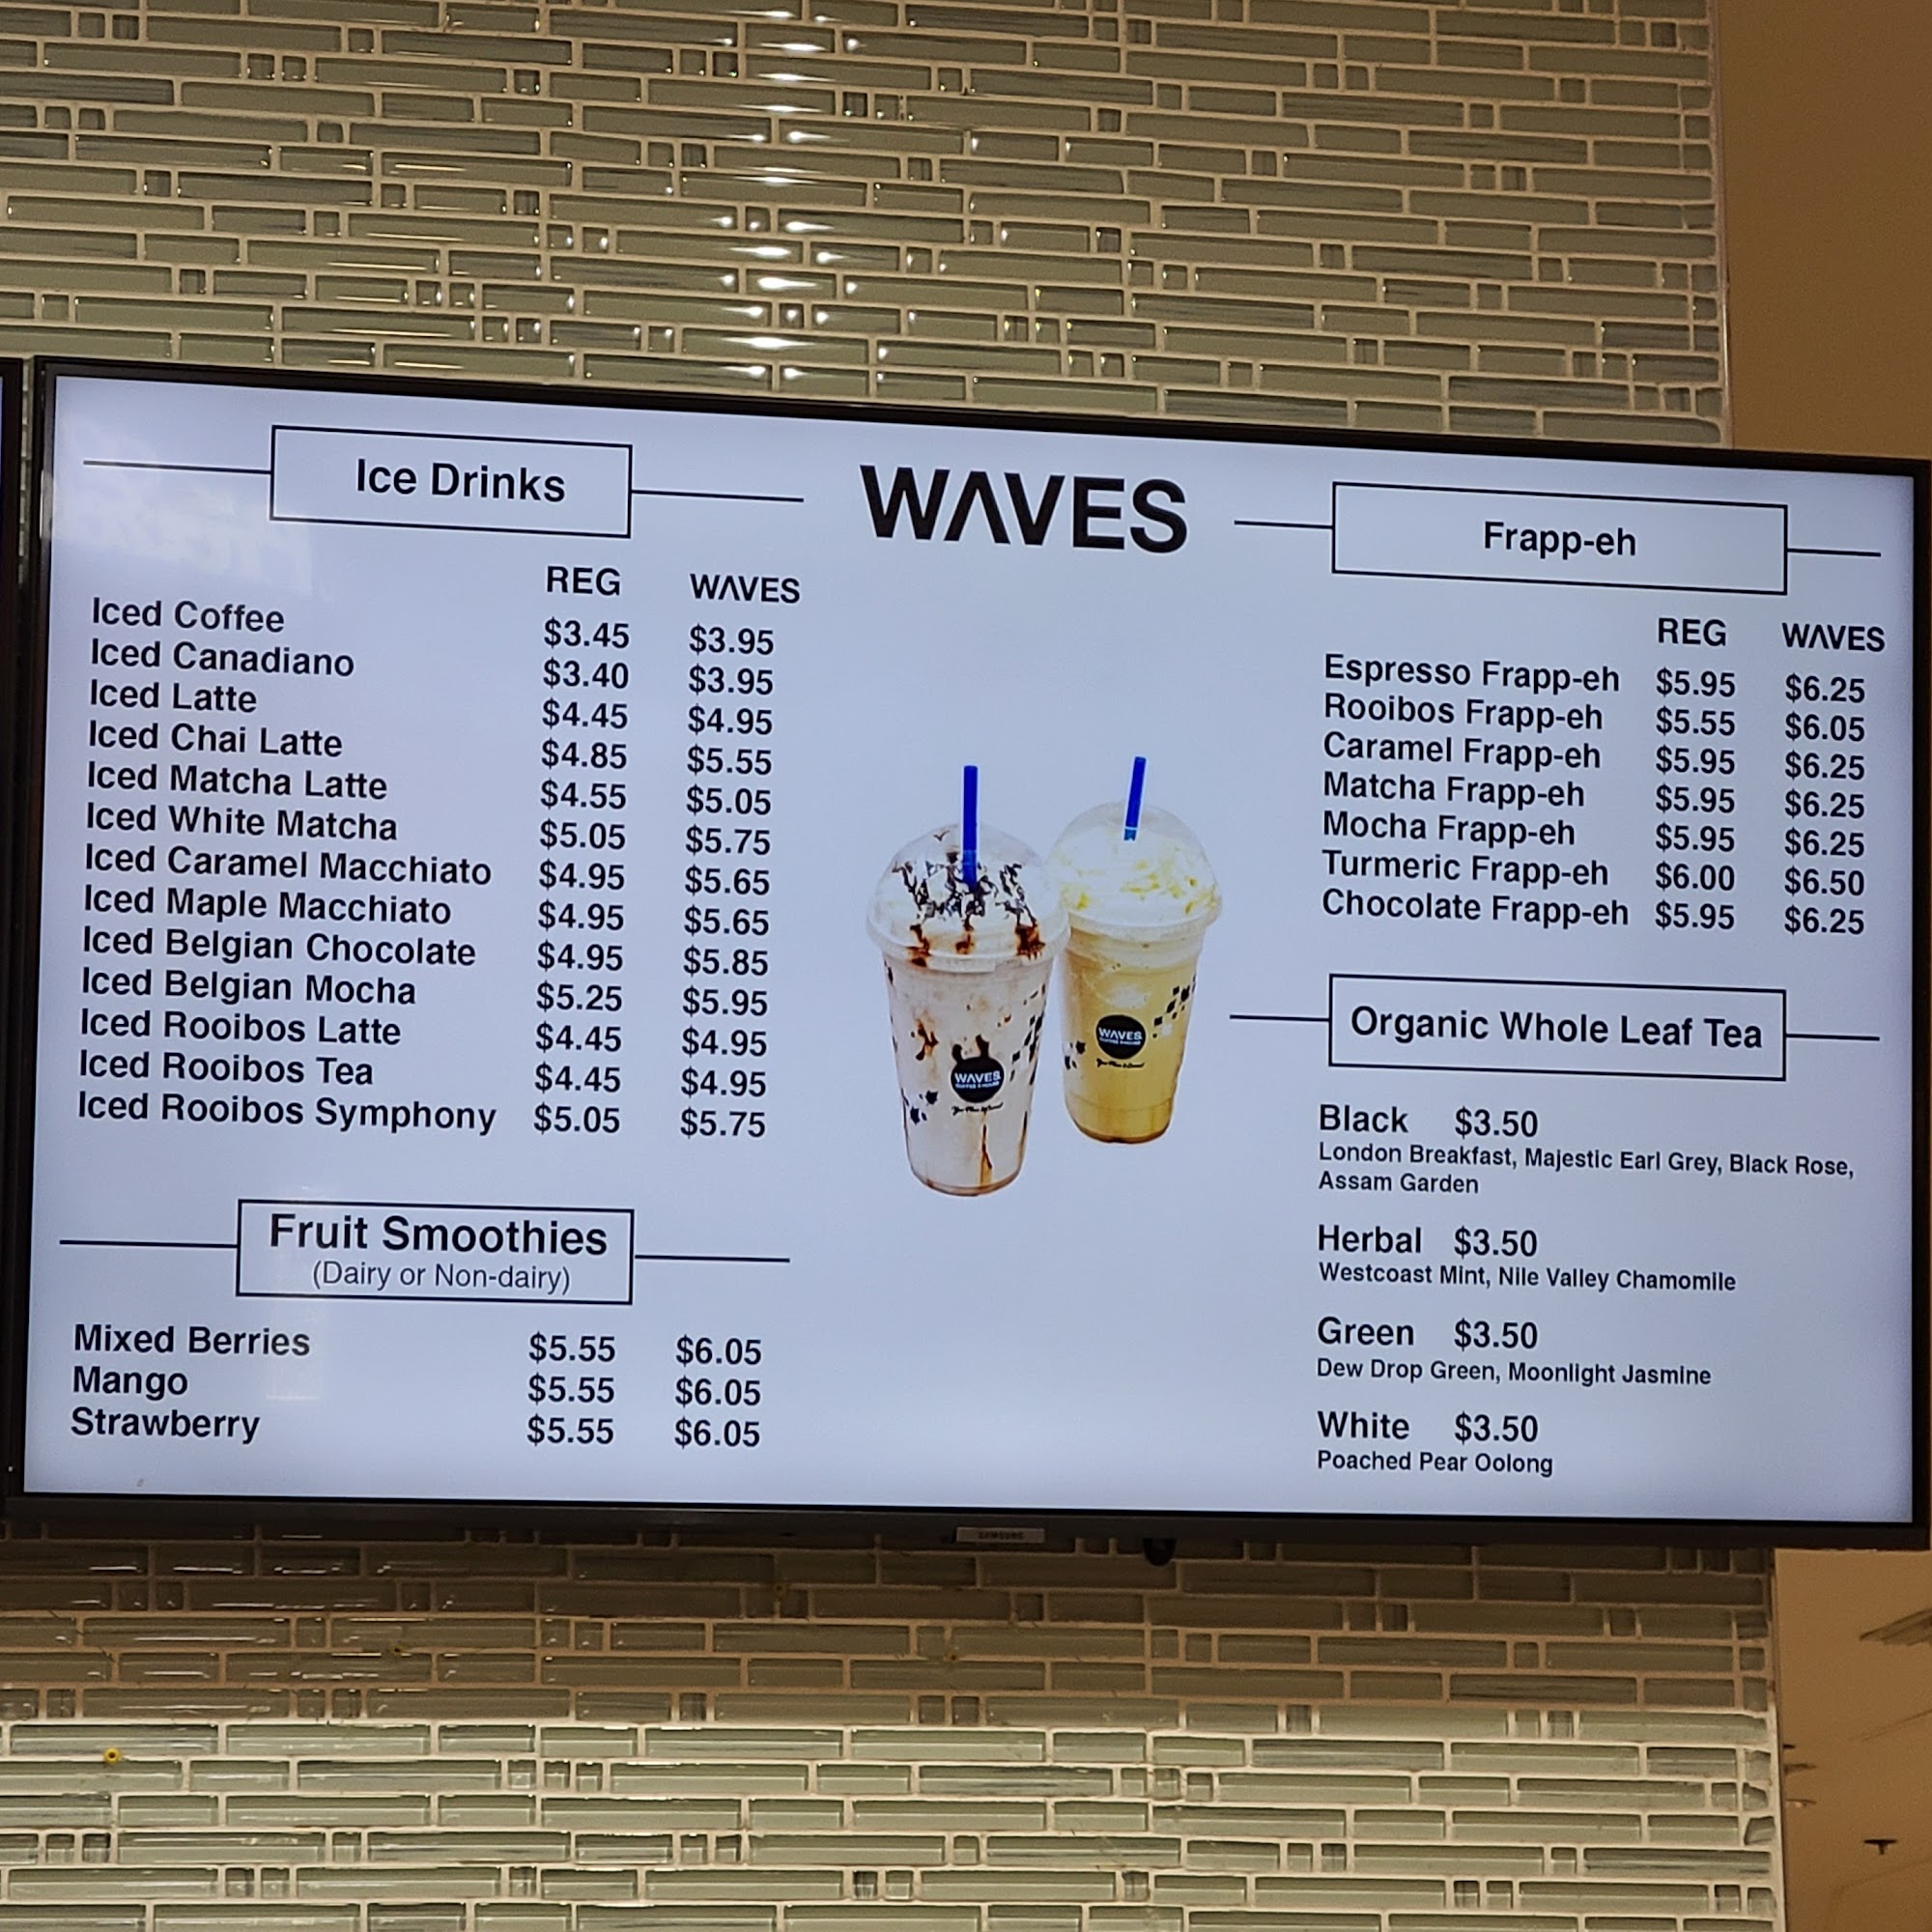 Ice Drinks
REG WAVES
Iced Coffee $3.45 $3.95
Iced Canadiano $3.40 $3.95
Iced Latte $4.45 $4.95
Iced Chai Latte $4.85 $5.55
Iced Matcha Latte $4.55 $5.05
Iced White Matcha $5.05 $5.75
Iced Caramel Macchiato $4.95 $5.65
Iced Maple Macchiato $4.95 $5.65
Iced Belgian Chocolate $4.95 $5.85
Iced Belgian Mocha $5.25 $5.95
Iced Rooibos Latte $4.45 $4.95
Iced Rooibos Tea $4.45 $4.95
Iced Rooibos Symphony $5.05 $5.75
Fruit Smoothies
(Dairy or Non-dairy)
Mixed Berries $5.55 $6.05
Mango $5.55 $6.05
Strawberry $5.55 $6.05
WAVES
WAVES
WAVES
Frapp-eh
REG WAVES
Espresso Frapp-eh $5.95 $6.25
Rooibos Frapp-eh $5.55 $6.05
Caramel Frapp-eh $5.95 $6.25
Matcha Frapp-eh $5.95 $6.25
Mocha Frapp-eh $5.95 $6.25
Turmeric Frapp-eh $6.00 $6.50
Chocolate Frapp-eh $5.95 $6.25
Organic Whole Leaf Tea
Black $3.50
London Breakfast, Majestic Earl Grey, Black Rose,
Assam Garden
Herbal $3.50
Westcoast Mint, Nile Valley Chamomile
Green $3.50
Dew Drop Green, Moonlight Jasmine
White $3.50
Poached Pear Oolong
SAMSUNG